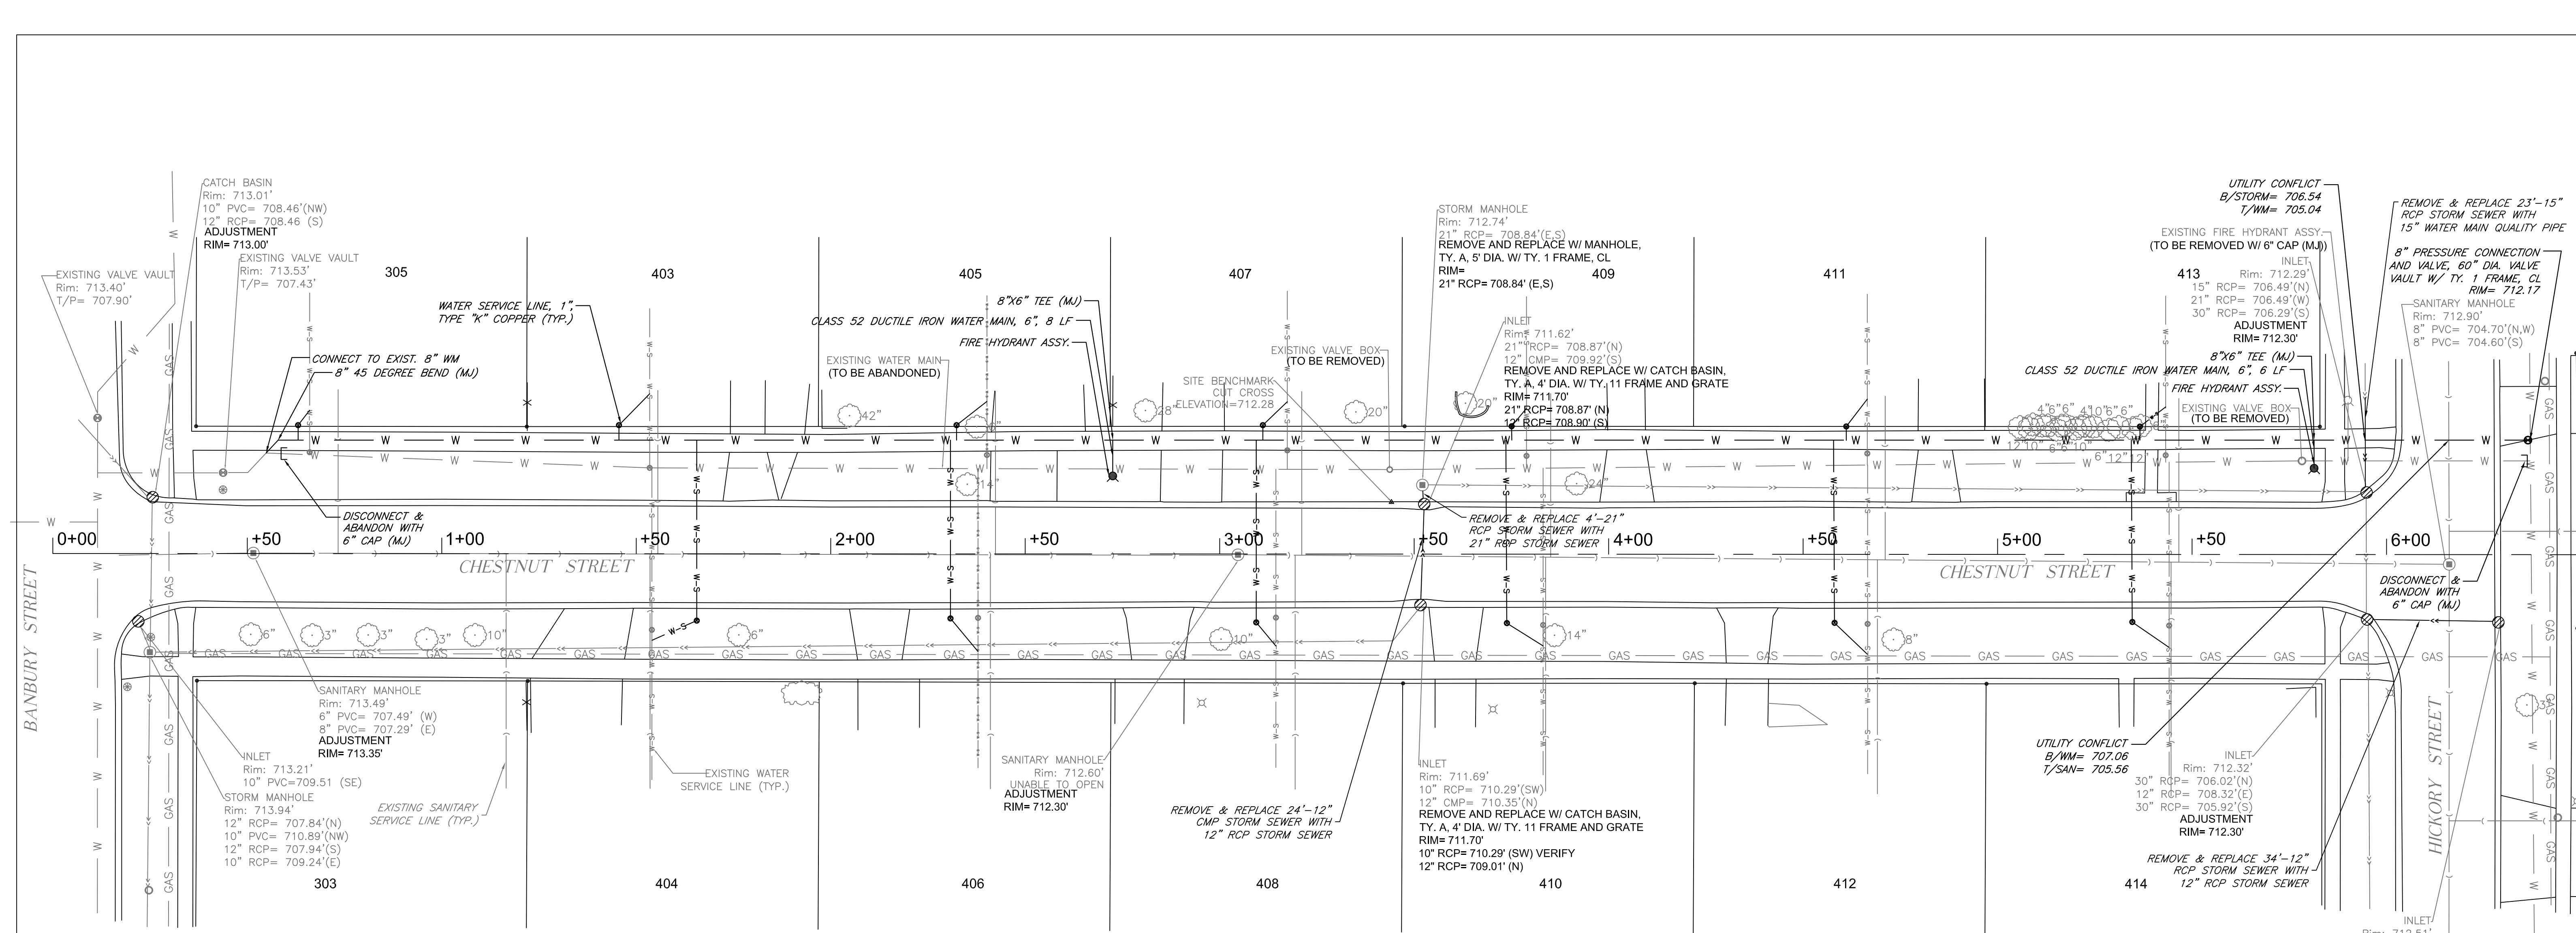 CATCH BASIN
Rim: 713.01'
10" PVC= 708.46'(NW)
12" RCP= 708.46 (S)
ADJUSTMENT
RIM= 713.00'
EXISTING VALVE VAULT
Rim: 713.40'
T/P= 707.90'
EXISTING VALVE VAULT
Rim: 713.53'
T/P= 707.43'
305
403
405
407
409
411
413
WATER SERVICE LINE, 1",
TYPE "K" COPPER (TYP.)
CONNECT TO EXIST. 8" WM
8" 45 DEGREE BEND (MJ)
8"X6" TEE (MJ)
CLASS 52 DUCTILE IRON WATER MAIN, 6", 8 LF
FIRE HYDRANT ASSY.
EXISTING WATER MAIN
(TO BE ABANDONED)
EXISTING VALVE BOX
(TO BE REMOVED)
SITE BENCHMARK
CUT CROSS
ELEVATION=712.28
STORM MANHOLE
Rim: 712.74'
21" RCP= 708.84'(E,S)
REMOVE AND REPLACE W/ MANHOLE,
TY. A, 5' DIA. W/ TY. 1 FRAME, CL
RIM=
21" RCP= 708.84' (E,S)
INLET
Rim: 711.62'
21" RCP= 708.87'(N)
12" CMP= 709.92'(S)
REMOVE AND REPLACE W/ CATCH BASIN,
TY. A, 4' DIA. W/ TY. 11 FRAME AND GRATE
RIM= 711.70'
21" RCP= 708.87' (N)
12" RCP= 708.90' (S)
UTILITY CONFLICT
B/STORM= 706.54
T/WM= 705.04
EXISTING FIRE HYDRANT ASSY.
(TO BE REMOVED W/ 6" CAP (MJ))
INLET
Rim: 712.29'
15" RCP= 706.49'(N)
21" RCP= 706.49'(W)
30" RCP= 706.29'(S)
ADJUSTMENT
RIM= 712.30'
8"X6" TEE (MJ)
CLASS 52 DUCTILE IRON WATER MAIN, 6", 6 LF
FIRE HYDRANT ASSY.
EXISTING VALVE BOX
(TO BE REMOVED)
REMOVE & REPLACE 23'-15"
RCP STORM SEWER WITH
15" WATER MAIN QUALITY PIPE
8" PRESSURE CONNECTION
AND VALVE, 60" DIA. VALVE
VAULT W/ TY. 1 FRAME, CL
RIM= 712.17
SANITARY MANHOLE
Rim: 712.90'
8" PVC= 704.70'(N,W)
8" PVC= 704.60'(S)
42"
28"
20"
20"
14"
24"
DISCONNECT &
ABANDON WITH
6" CAP (MJ)
REMOVE & REPLACE 4'-21"
RCP STORM SEWER WITH
21" RCP STORM SEWER
0+00 +50 1+00 +50 2+00 +50 3+00 +50 4+00 +50 5+00 +50 6+00
CHESTNUT STREET
CHESTNUT STREET
BANBURY STREET
HICKORY STREET
DISCONNECT &
ABANDON WITH
6" CAP (MJ)
6" 3" 3" 3" 10" 6" 10" 14" 8"
SANITARY MANHOLE
Rim: 713.49'
6" PVC= 707.49' (W)
8" PVC= 707.29' (E)
ADJUSTMENT
RIM= 713.35'
INLET
Rim: 713.21'
10" PVC=709.51 (SE)
STORM MANHOLE
Rim: 713.94'
12" RCP= 707.84'(N)
10" PVC= 710.89'(NW)
12" RCP= 707.94'(S)
10" RCP= 709.24'(E)
EXISTING SANITARY
SERVICE LINE (TYP.)
EXISTING WATER
SERVICE LINE (TYP.)
SANITARY MANHOLE
Rim: 712.60'
UNABLE TO OPEN
ADJUSTMENT
RIM= 712.30'
REMOVE & REPLACE 24'-12"
CMP STORM SEWER WITH
12" RCP STORM SEWER
INLET
Rim: 711.69'
10" RCP= 710.29'(SW)
12" CMP= 710.35'(N)
REMOVE AND REPLACE W/ CATCH BASIN,
TY. A, 4' DIA. W/ TY. 11 FRAME AND GRATE
RIM= 711.70'
10" RCP= 710.29' (SW) VERIFY
12" RCP= 709.01' (N)
UTILITY CONFLICT
B/WM= 707.06
T/SAN= 705.56
INLET
Rim: 712.32'
30" RCP= 706.02'(N)
12" RCP= 708.32'(E)
30" RCP= 705.92'(S)
ADJUSTMENT
RIM= 712.30'
REMOVE & REPLACE 34'-12"
RCP STORM SEWER WITH
12" RCP STORM SEWER
303
404
406
408
410
412
414
INLET